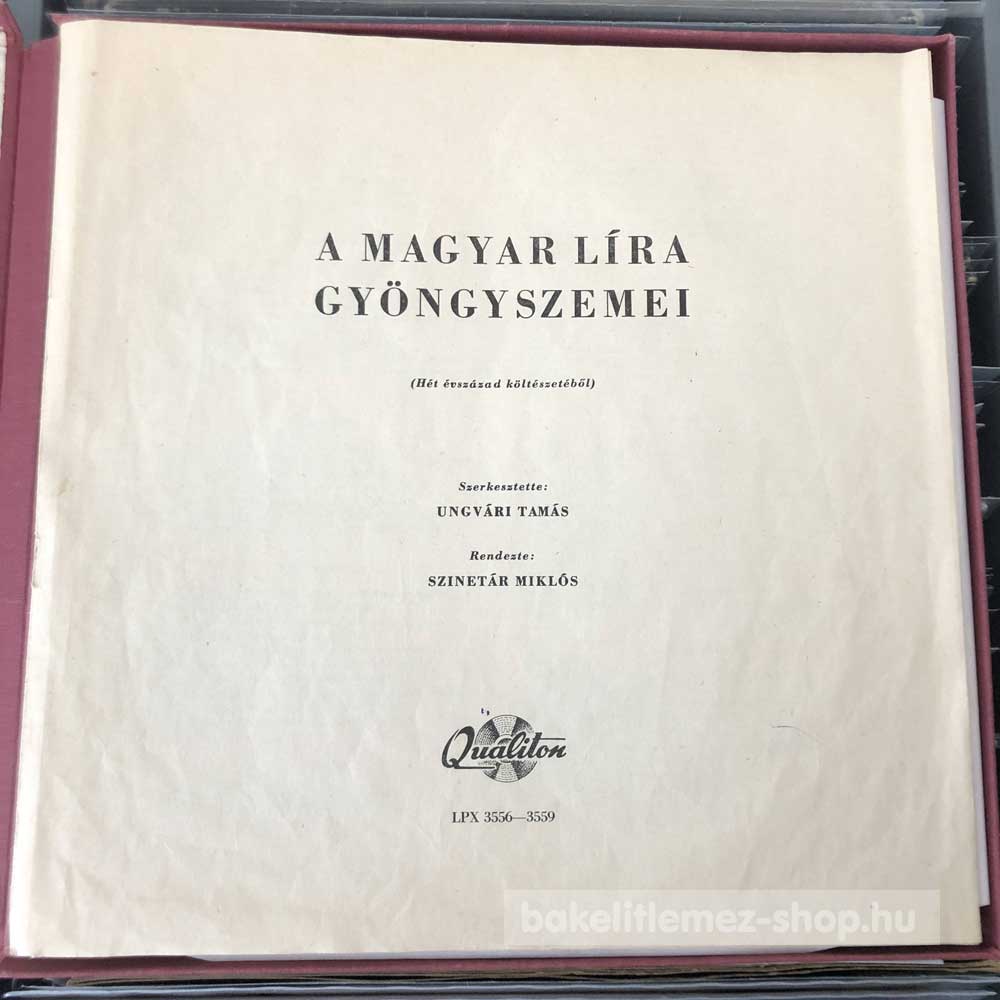 A MAGYAR LÍRA
GYÖNGYSZEMEI
(Hét évszázad költészetéből)
Szerkesztette:
UNGVÁRI TAMÁS
Rendezte:
SZINETÁR MIKLÓS
Qualiton
LPX 3556—3559
bakelitlemez-shop.hu